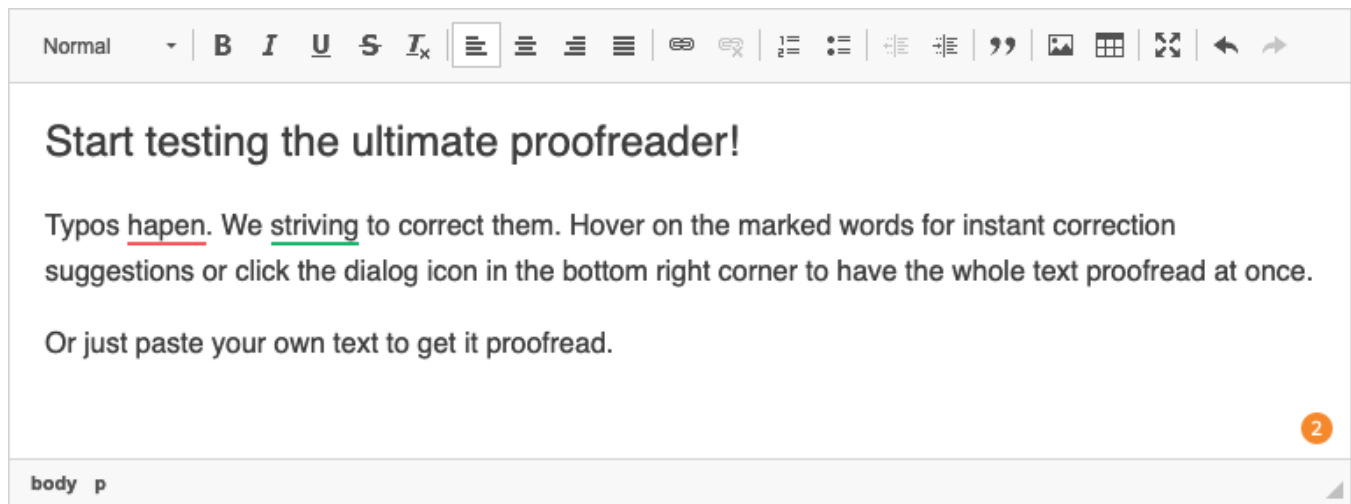 Normal
Start testing the ultimate proofreader!
Typos hapen. We striving to correct them. Hover on the marked words for instant correction
suggestions or click the dialog icon in the bottom right corner to have the whole text proofread at once.
Or just paste your own text to get it proofread.
2
body p